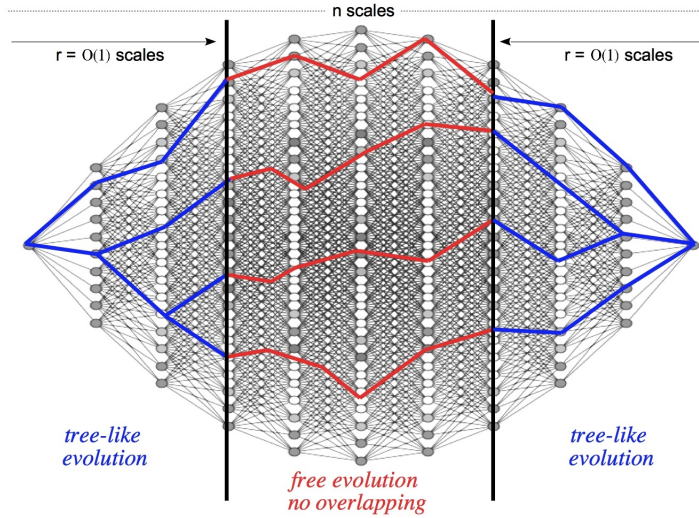 n scales
r = O(1) scales
r = O(1) scales
tree-like
evolution
free evolution
no overlapping
tree-like
evolution